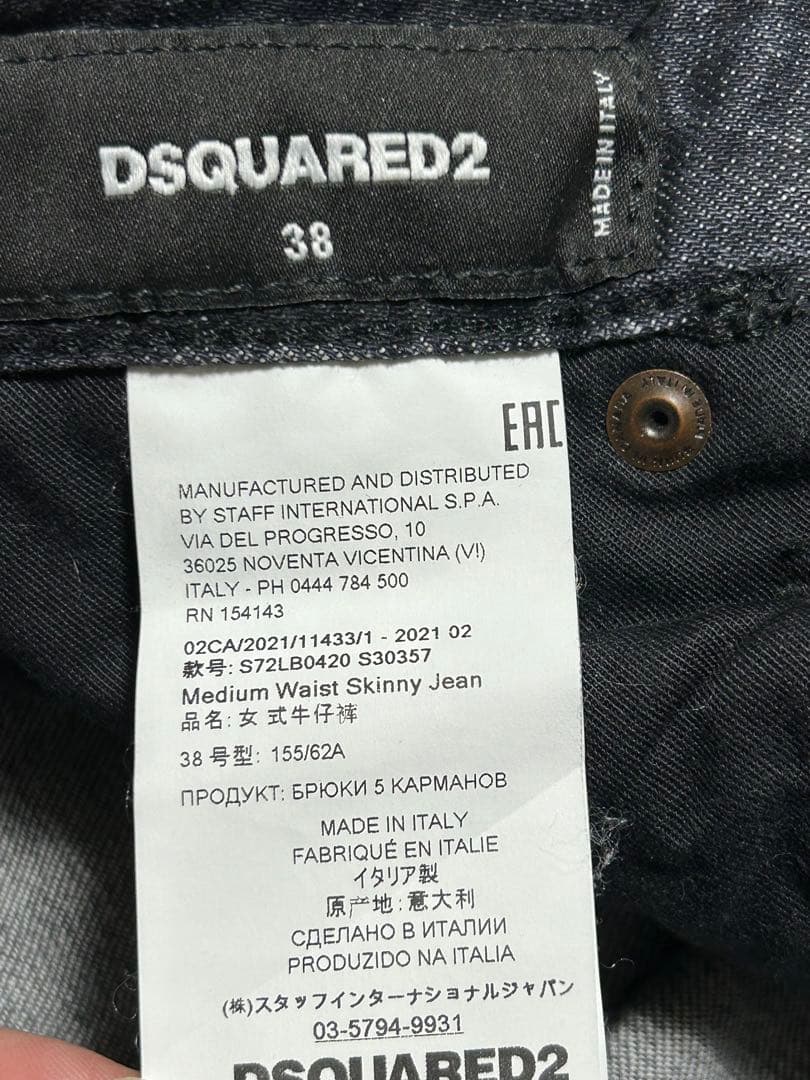 DSQUARED2
38
MADE IN ITALY
EAC
MANUFACTURED AND DISTRIBUTED
BY STAFF INTERNATIONAL S.P.A.
VIA DEL PROGRESSO, 10
36025 NOVENTA VICENTINA (V!)
ITALY - PH 0444 784 500
RN 154143
02CA/2021/11433/1 - 2021 02
款号: S72LB0420 S30357
Medium Waist Skinny Jean
品名: 女 式牛仔裤
38 号型: 155/62A
ПРОДУКТ: БРЮКИ 5 КАРМАНОВ
MADE IN ITALY
FABRIQUÉ EN ITALIE
イタリア製
原产地: 意大利
СДЕЛАНО В ИТАЛИИ
PRODUZIDO NA ITALIA
(株)スタッフインターナショナルジャパン
03-5794-9931
DSQUARED2